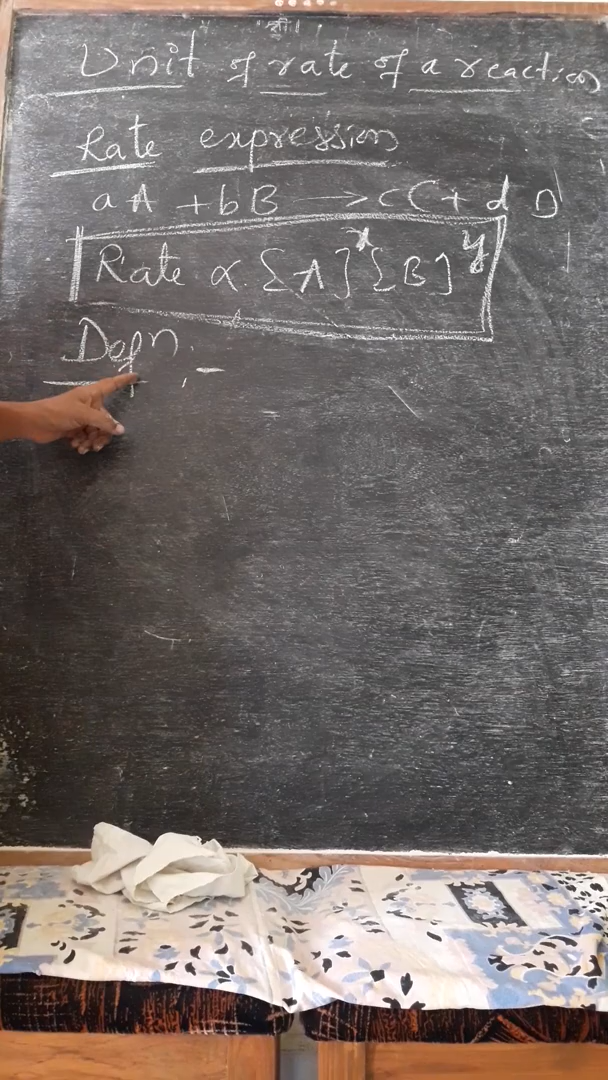 "श्री"
Unit of rate of a reaction
Rate expression
aA + bB → cC + dD
Rate ∝ [A]^x [B]^y
Defn:-